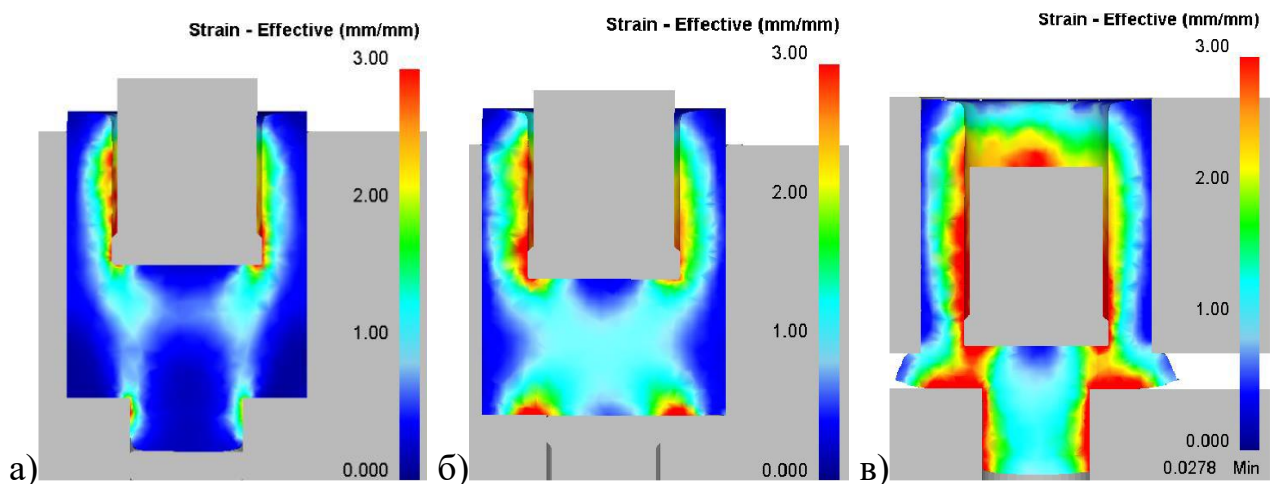 Strain - Effective (mm/mm)
3.00
2.00
1.00
0.000
а)
Strain - Effective (mm/mm)
3.00
2.00
1.00
0.000
б)
Strain - Effective (mm/mm)
3.00
2.00
1.00
0.000
0.0278 Min
в)